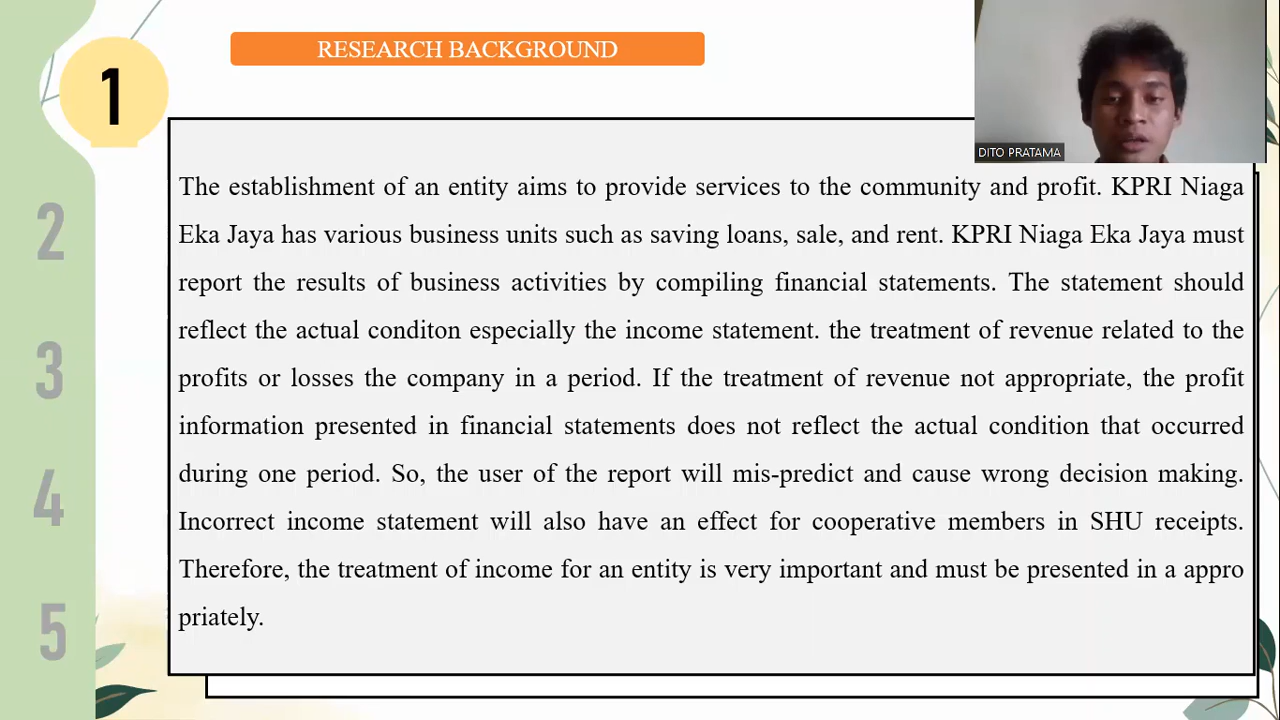 RESEARCH BACKGROUND
1
DITO PRATAMA
The establishment of an entity aims to provide services to the community and profit. KPRI Niaga
Eka Jaya has various business units such as saving loans, sale, and rent. KPRI Niaga Eka Jaya must
report the results of business activities by compiling financial statements. The statement should
reflect the actual conditon especially the income statement. the treatment of revenue related to the
profits or losses the company in a period. If the treatment of revenue not appropriate, the profit
information presented in financial statements does not reflect the actual condition that occurred
during one period. So, the user of the report will mis-predict and cause wrong decision making.
Incorrect income statement will also have an effect for cooperative members in SHU receipts.
Therefore, the treatment of income for an entity is very important and must be presented in a appro
priately.
2
3
4
5